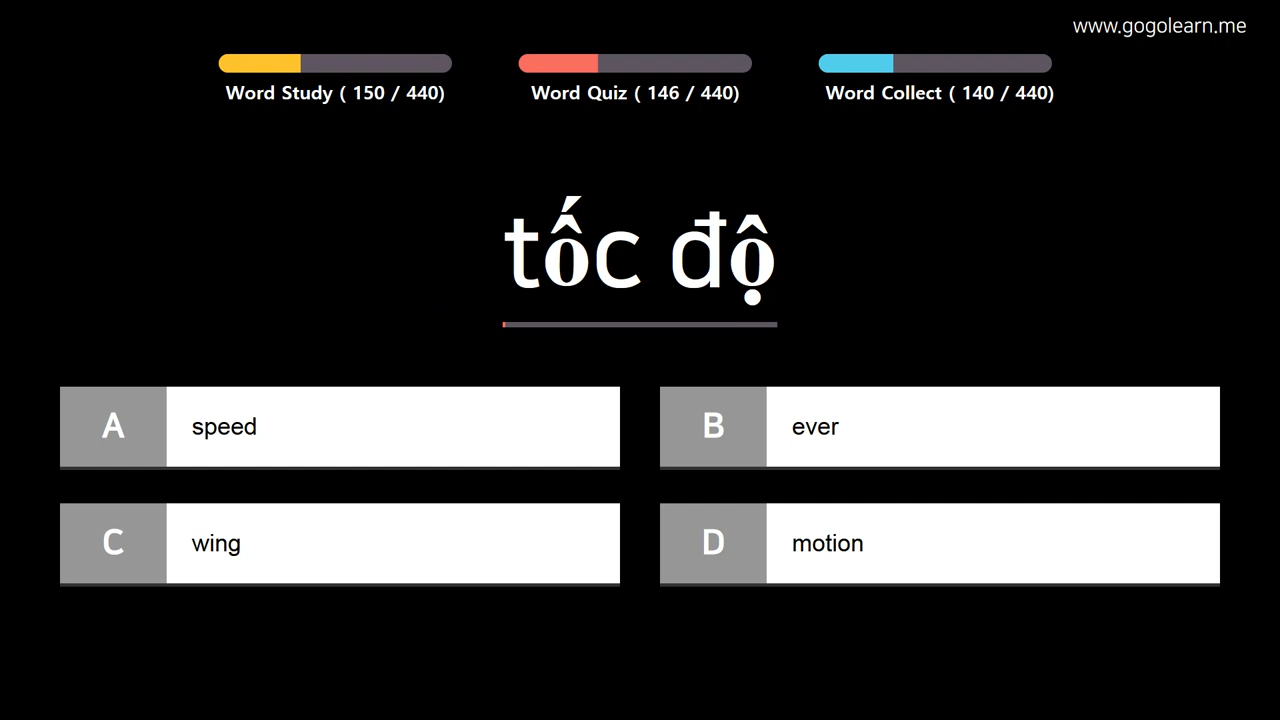 www.gogolearn.me
Word Study ( 150 / 440)
Word Quiz ( 146 / 440)
Word Collect ( 140 / 440)
tốc độ
A speed
B ever
C wing
D motion